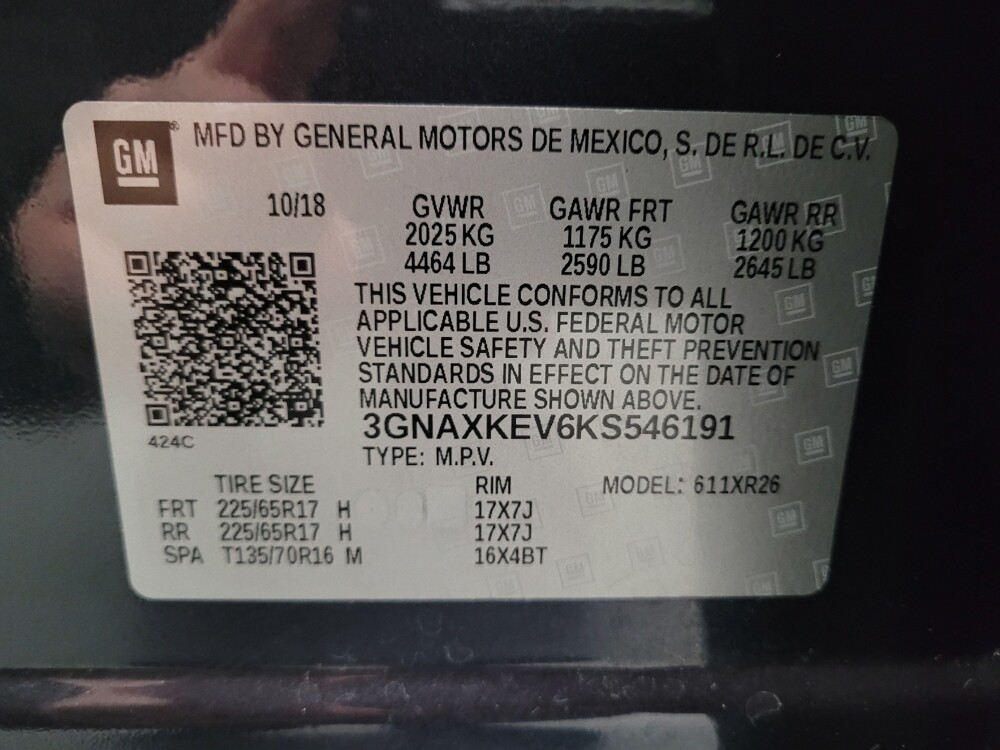 GM® MFD BY GENERAL MOTORS DE MEXICO, S. DE R.L. DE C.V.
10/18 GVWR GAWR FRT GAWR RR
2025 KG 1175 KG 1200 KG
4464 LB 2590 LB 2645 LB
THIS VEHICLE CONFORMS TO ALL
APPLICABLE U.S. FEDERAL MOTOR
VEHICLE SAFETY AND THEFT PREVENTION
STANDARDS IN EFFECT ON THE DATE OF
MANUFACTURE SHOWN ABOVE.
3GNAXKEV6KS546191
424C
TYPE: M.P.V.
TIRE SIZE RIM MODEL: 611XR26
FRT 225/65R17 H 17X7J
RR 225/65R17 H 17X7J
SPA T135/70R16 M 16X4BT